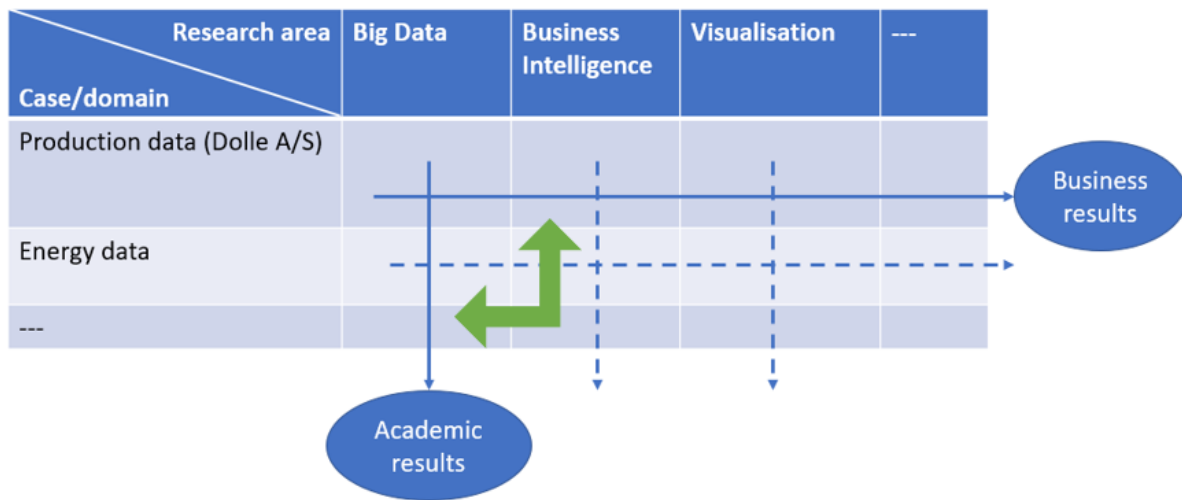 Research area
Big Data
Business
Intelligence
Visualisation
---
Case/domain
Production data (Dolle A/S)
Business
results
Energy data
---
Academic
results